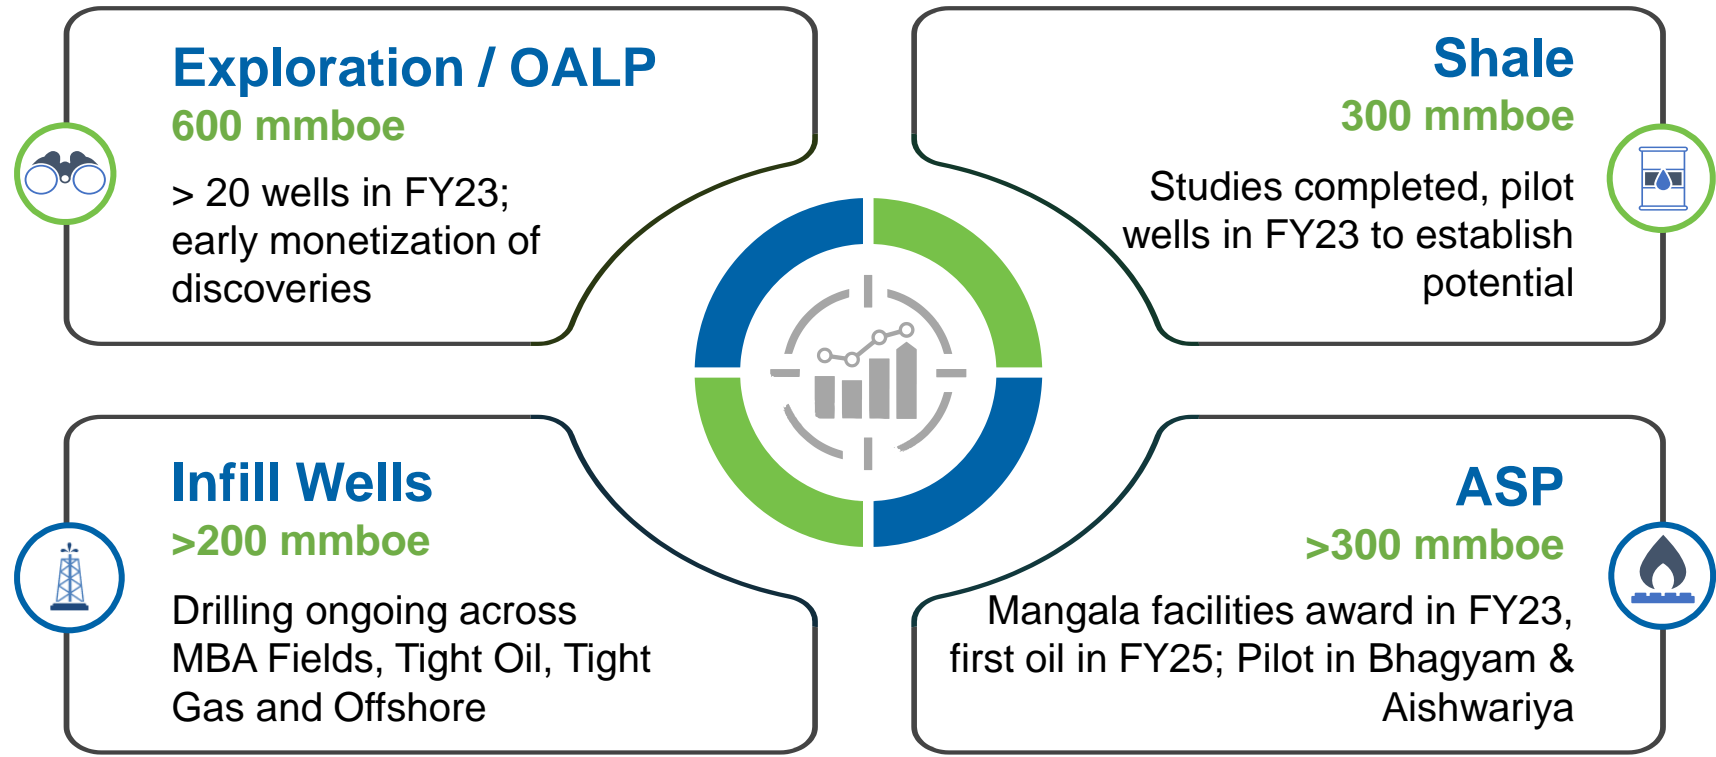 Exploration / OALP
600 mmboe
> 20 wells in FY23;
early monetization of
discoveries
Shale
300 mmboe
Studies completed, pilot
wells in FY23 to establish
potential
Infill Wells
>200 mmboe
Drilling ongoing across
MBA Fields, Tight Oil, Tight
Gas and Offshore
ASP
>300 mmboe
Mangala facilities award in FY23,
first oil in FY25; Pilot in Bhagyam &
Aishwariya